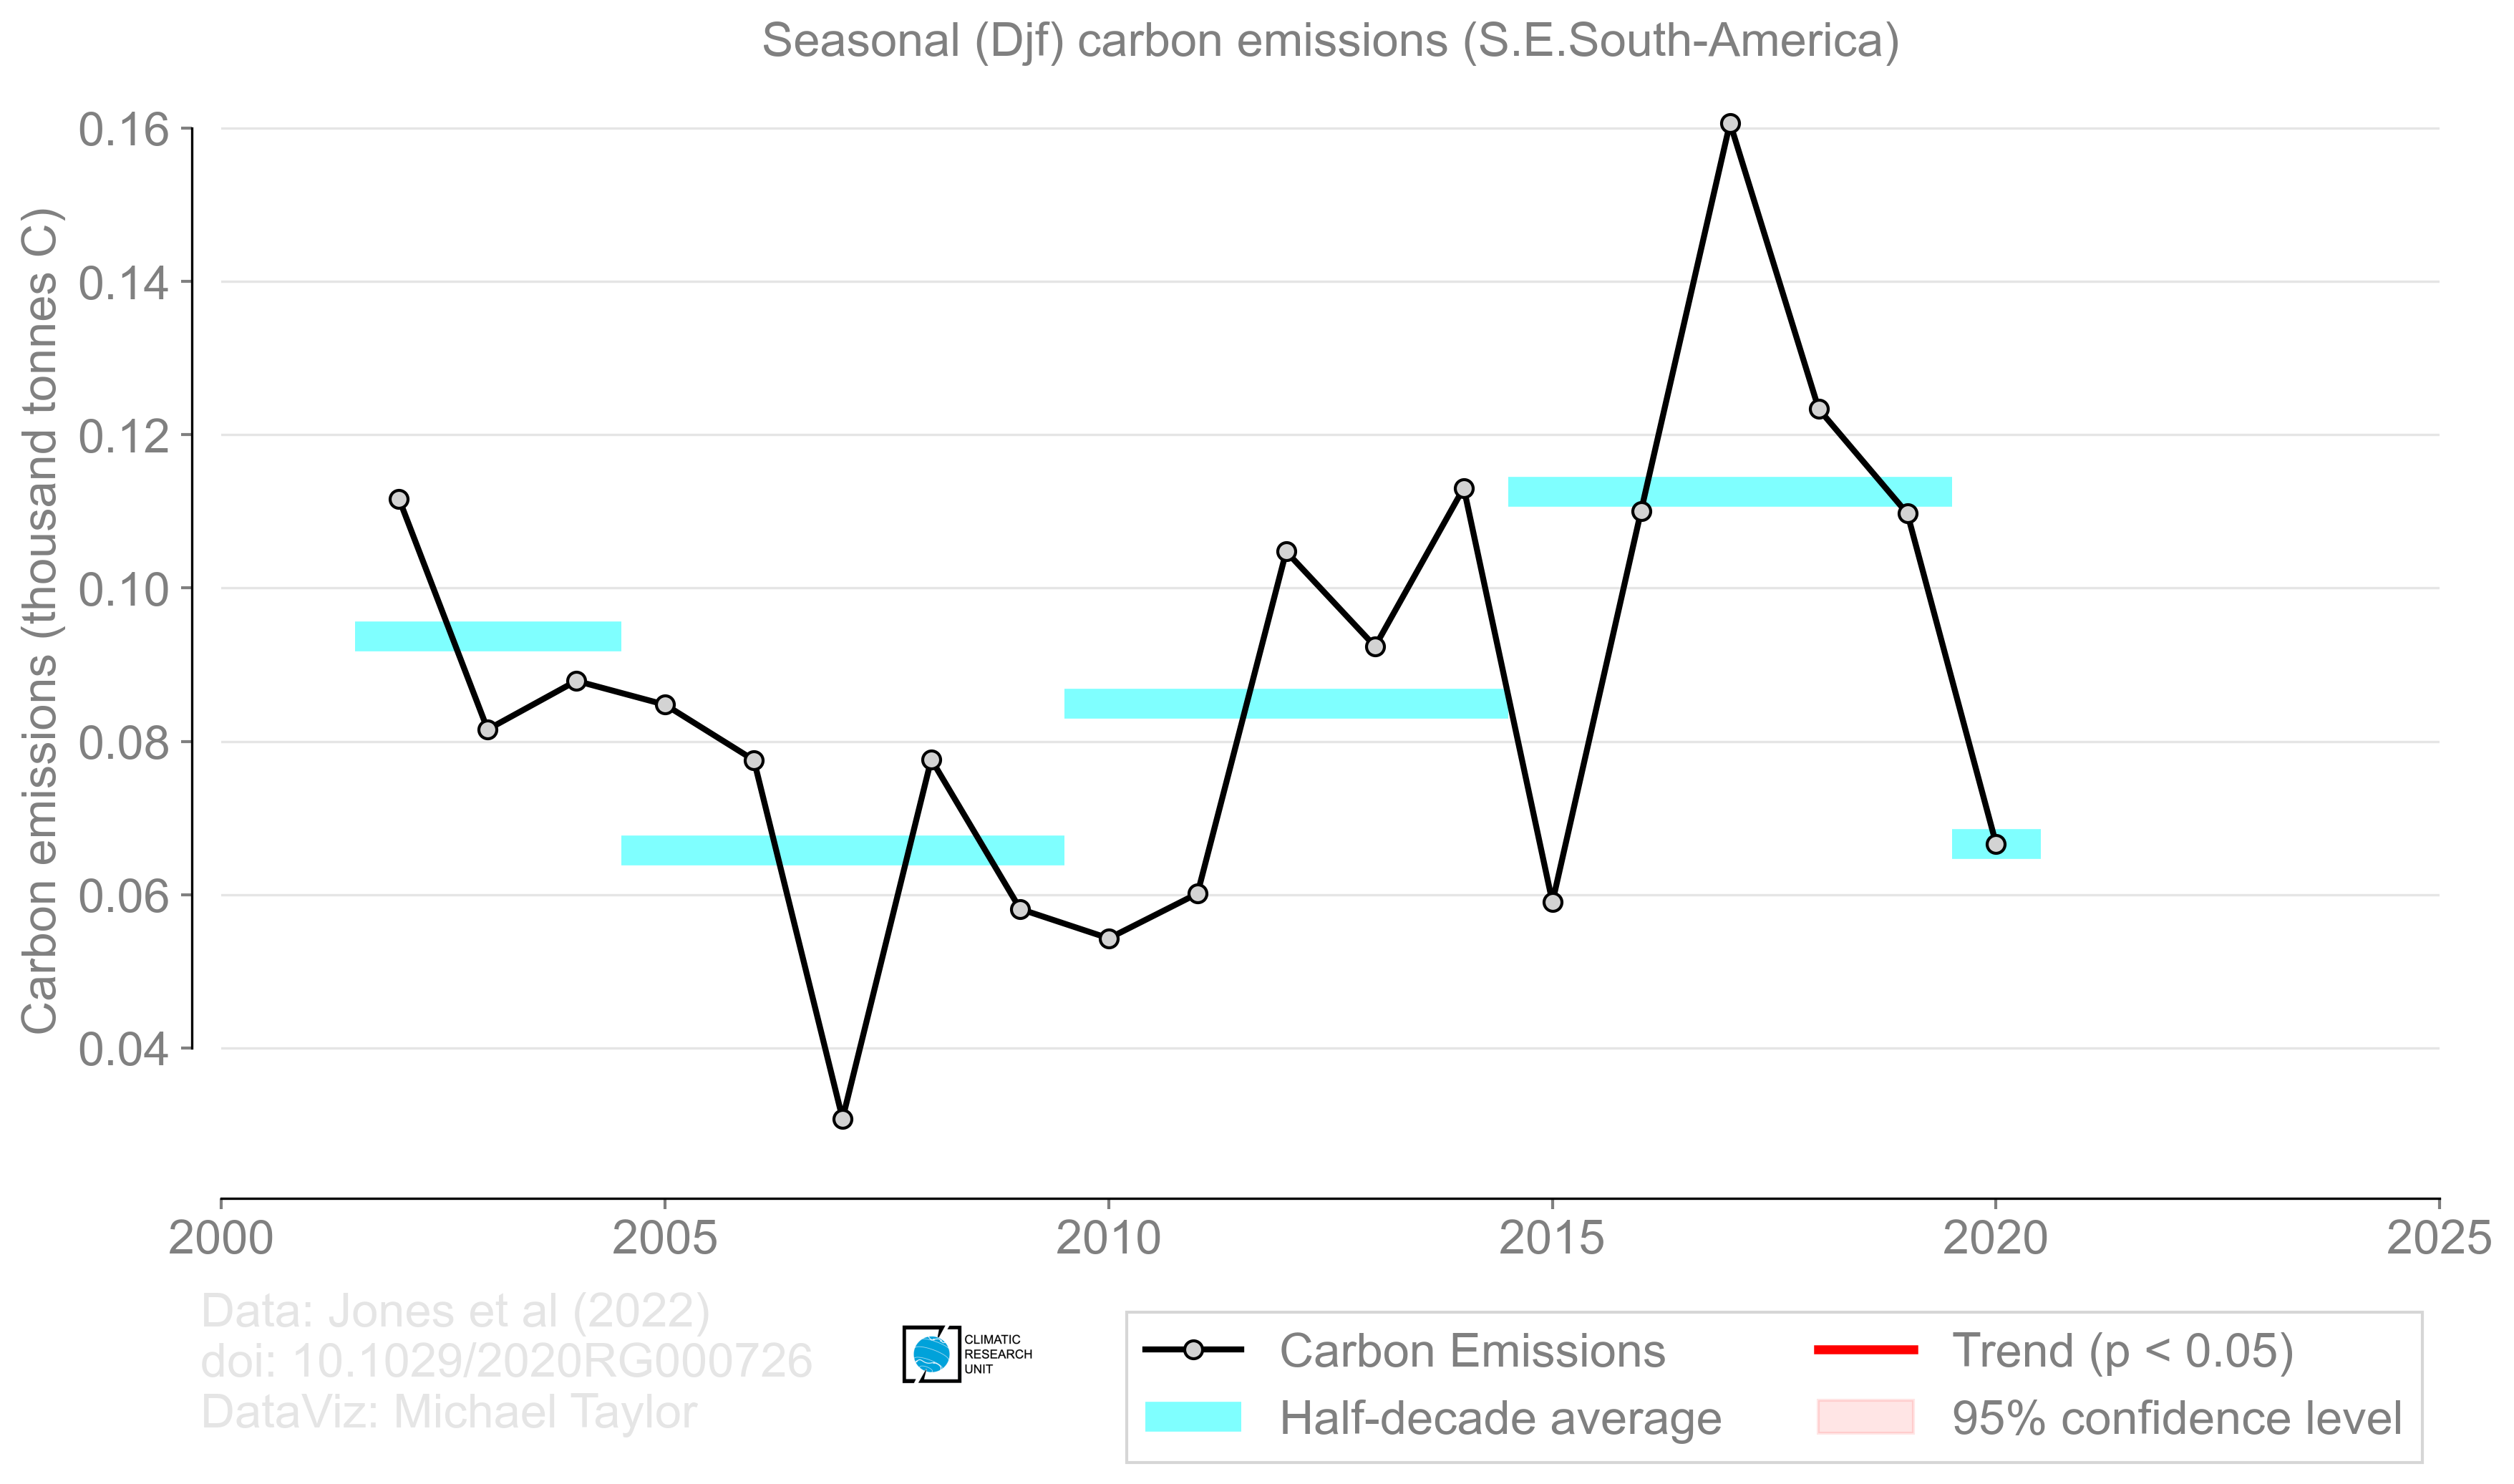 Seasonal (Djf) carbon emissions (S.E.South-America)
Carbon emissions (thousand tonnes C)
0.16
0.14
0.12
0.10
0.08
0.06
0.04
2000 2005 2010 2015 2020 2025
Data: Jones et al (2022)
doi: 10.1029/2020RG000726
DataViz: Michael Taylor
CLIMATIC
RESEARCH
UNIT
Carbon Emissions
Half-decade average
Trend (p < 0.05)
95% confidence level